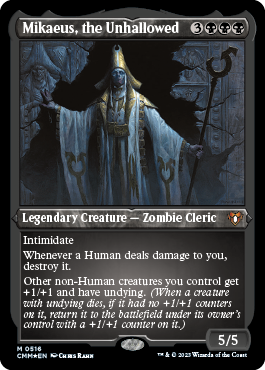 Mikaeus, the Unhallowed 3
Legendary Creature — Zombie Cleric
Intimidate
Whenever a Human deals damage to you,
destroy it.
Other non-Human creatures you control get
+1/+1 and have undying. (When a creature
with undying dies, if it had no +1/+1 counters
on it, return it to the battlefield under its owner's
control with a +1/+1 counter on it.)
5/5
M 0516
CMM★EN Chris Rahn
™ & © 2023 Wizards of the Coast